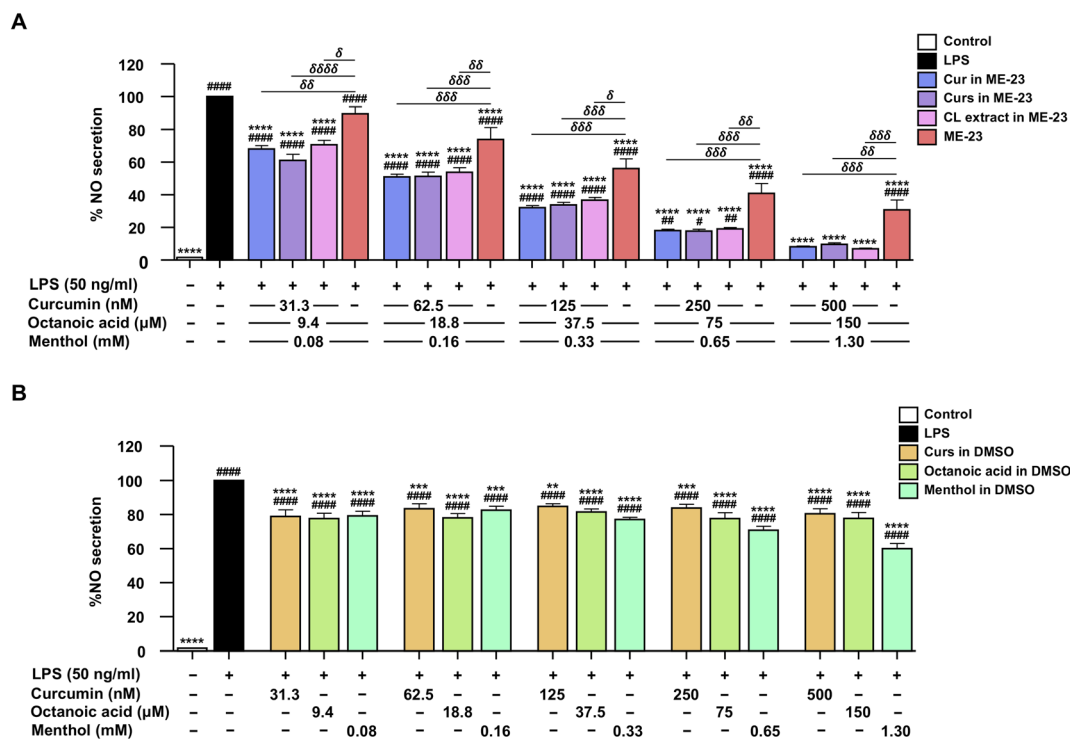 A
Control
LPS
Cur in ME-23
Curs in ME-23
CL extract in ME-23
ME-23
% NO secretion
120
100
80
60
40
20
0
δ
δδδδ
δδ
δδ
δδδ
δδδ
δ
δδδ
δδδ
δδ
δδδ
δδδ
δδδ
δδ
δδδ
**** #### **** #### **** #### **** #### ####
**** #### **** #### **** #### **** ####
**** #### **** #### **** #### **** ####
**** ## **** # **** ## **** ####
**** **** **** **** ####
LPS (50 ng/ml) – + + + + + + + + + + + + + + + + + + + + +
Curcumin (nM) – – 31.3 – 62.5 – 125 – 250 – 500 –
Octanoic acid (μM) – – 9.4 18.8 37.5 75 150
Menthol (mM) – – 0.08 0.16 0.33 0.65 1.30
B
Control
LPS
Curs in DMSO
Octanoic acid in DMSO
Menthol in DMSO
%NO secretion
120
100
80
60
40
20
0
**** #### **** #### **** #### **** ####
*** #### **** #### *** ####
** #### **** #### **** ####
*** #### **** #### **** ####
**** #### **** #### **** ####
LPS (50 ng/ml) – + + + + + + + + + + + + + + + +
Curcumin (nM) – – 31.3 – – 62.5 – – 125 – – 250 – – 500 – –
Octanoic acid (μM) – – – 9.4 – – 18.8 – – 37.5 – – 75 – – 150 –
Menthol (mM) – – – – 0.08 – – 0.16 – – 0.33 – – 0.65 – – 1.30